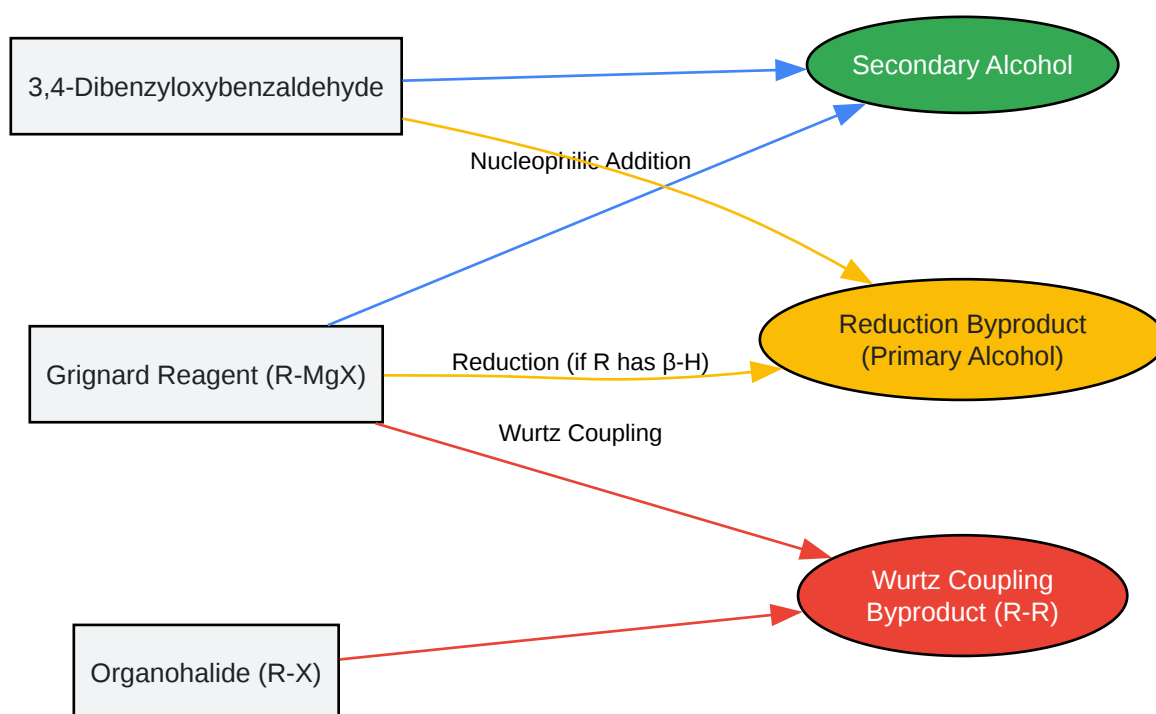 Secondary Alcohol
3,4-Dibenzyloxybenzaldehyde
Nucleophilic Addition
Reduction Byproduct
(Primary Alcohol)
Grignard Reagent (R-MgX)
Reduction (if R has β-H)
Wurtz Coupling
Wurtz Coupling
Byproduct (R-R)
Organohalide (R-X)